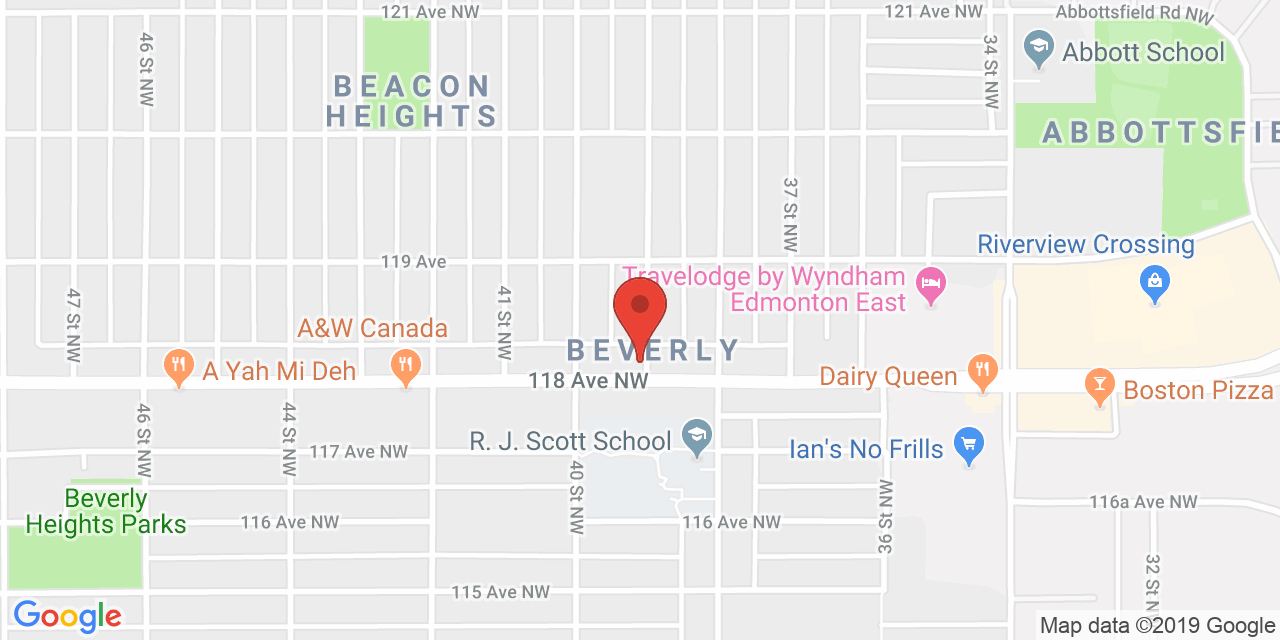 121 Ave NW
121 Ave NW
Abbottsfield Rd NW
46 St NW
34 St NW
Abbott School
BEACON
HEIGHTS
ABBOTTSFIE
37 St NW
Riverview Crossing
119 Ave
Travelodge by Wyndham
Edmonton East
47 St NW
41 St NW
A&W Canada
BEVERLY
A Yah Mi Deh
118 Ave NW
Dairy Queen
Boston Pizza
46 St NW
44 St NW
R. J. Scott School
117 Ave NW
Ian's No Frills
40 St NW
36 St NW
Beverly
Heights Parks
116 Ave NW
116 Ave NW
116a Ave NW
32 St NW
115 Ave NW
Google
Map data ©2019 Google